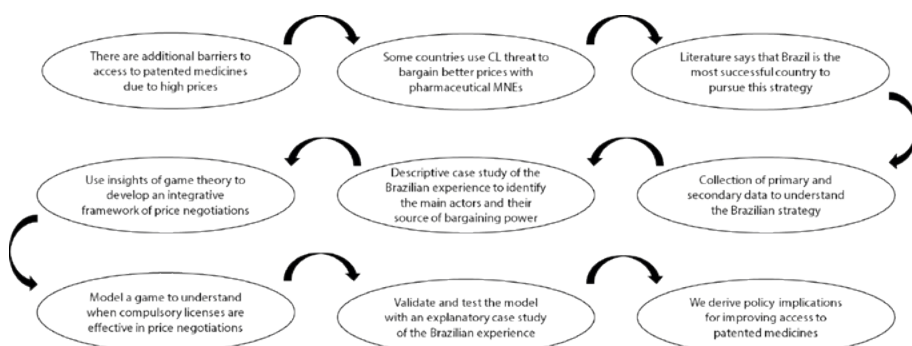 There are additional barriers to
access to patented medicines
due to high prices
Some countries use CL threat to
bargain better prices with
pharmaceutical MNEs
Literature says that Brazil is the
most successful country to
pursue this strategy
Collection of primary and
secondary data to understand
the Brazilian strategy
Descriptive case study of the
Brazilian experience to identify
the main actors and their
source of bargaining power
Use insights of game theory to
develop an integrative
framework of price negotiations
Model a game to understand
when compulsory licenses are
effective in price negotiations
Validate and test the model
with an explanatory case study
of the Brazilian experience
We derive policy implications
for improving access to
patented medicines